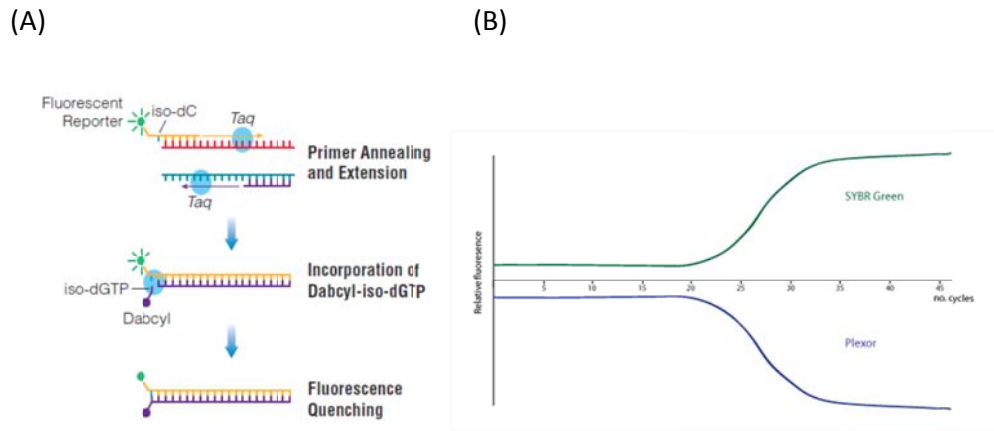 (A)
(B)
Fluorescent
Reporter
iso-dC
Taq
Primer Annealing
and Extension
Taq
iso-dGTP
Incorporation of
Dabcyl-iso-dGTP
Dabcyl
Fluorescence
Quenching
Relative fluoresence
SYBR Green
5 10 15 20 25 30 35 40 45
no. cycles
Plexor